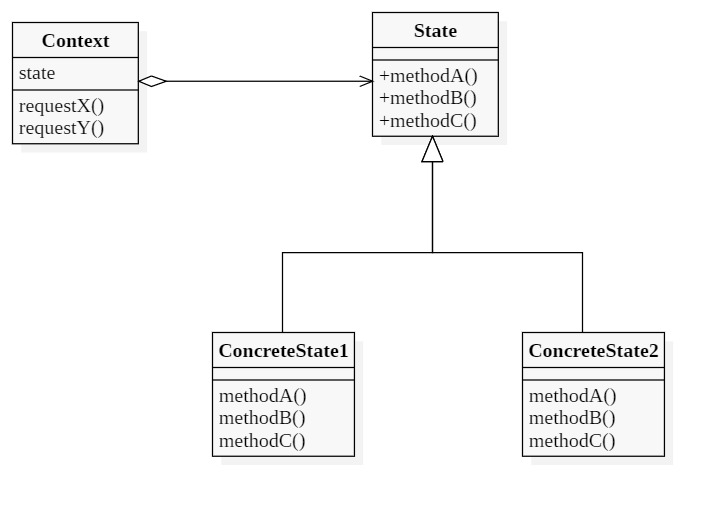 Context
state
requestX()
requestY()
State
+methodA()
+methodB()
+methodC()
ConcreteState1
methodA()
methodB()
methodC()
ConcreteState2
methodA()
methodB()
methodC()